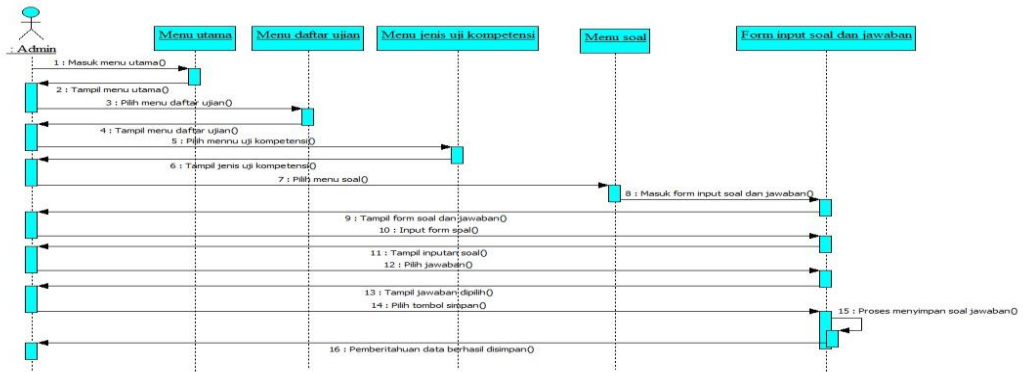 : Admin
Menu utama
Menu daftar ujian
Menu jenis uji kompetensi
Menu soal
Form input soal dan jawaban
1 : Masuk menu utama()
2 : Tampil menu utama()
3 : Pilih menu daftar ujian()
4 : Tampil menu daftar ujian()
5 : Pilih mennu uji kompetensi()
6 : Tampil jenis uji kompetensi()
7 : Pilih menu soal()
8 : Masuk form input soal dan jawaban()
9 : Tampil form soal dan jawaban()
10 : Input form soal()
11 : Tampil inputan soal()
12 : Pilih jawaban()
13 : Tampil jawaban dipilih()
14 : Pilih tombol simpan()
15 : Proses menyimpan soal jawaban()
16 : Pemberitahuan data berhasil disimpan()